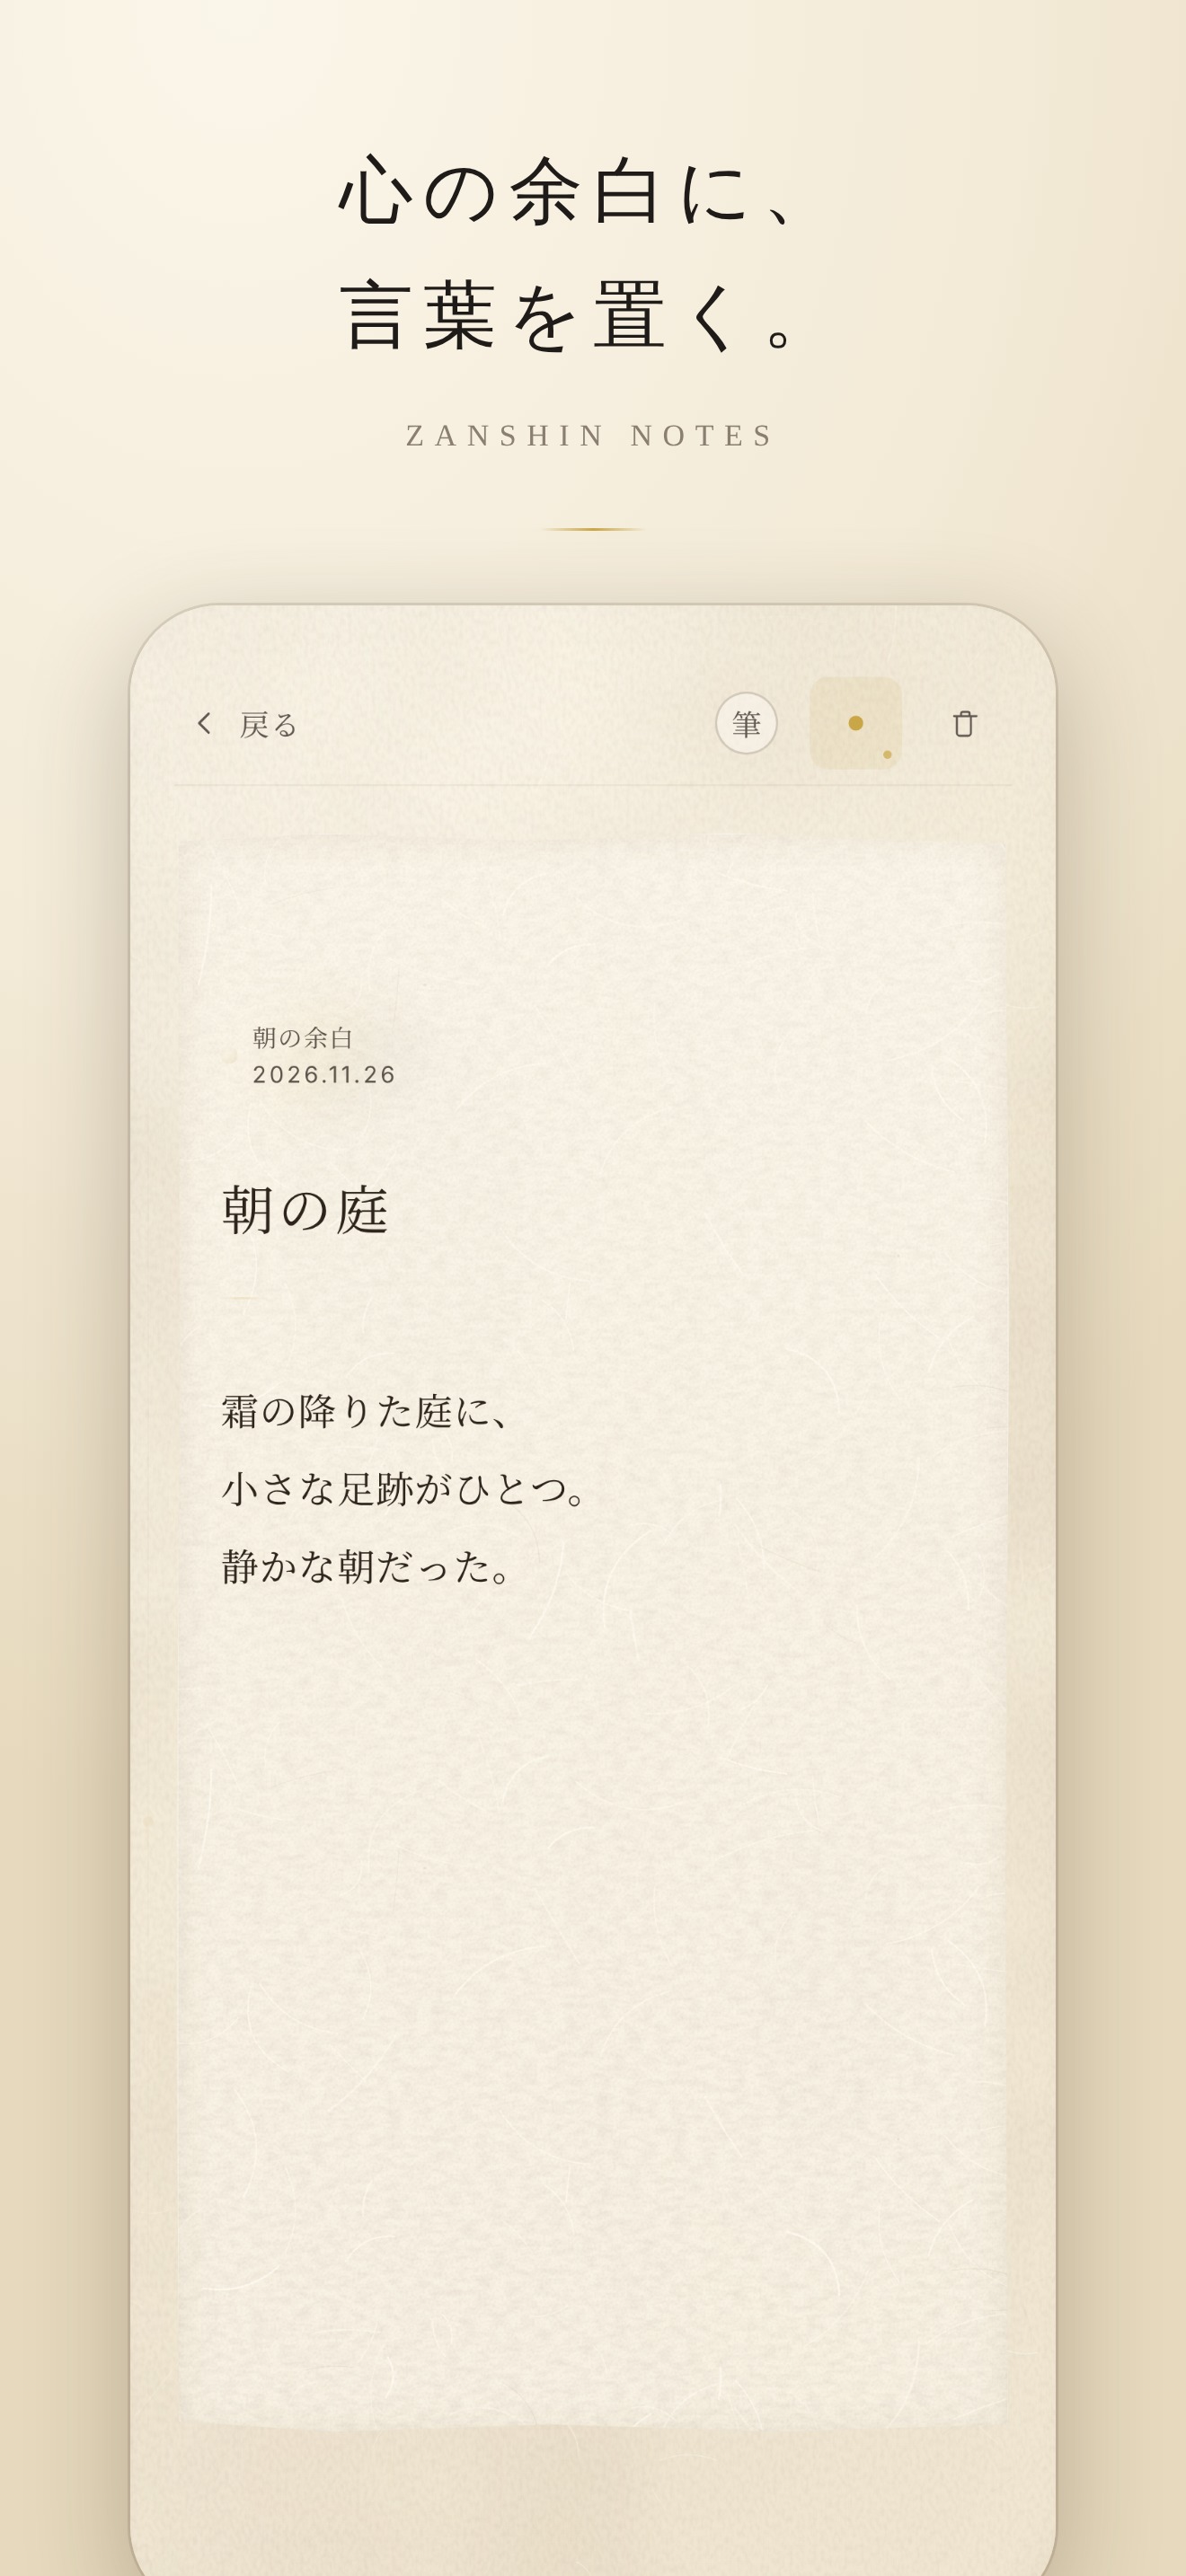 心の余白に、
言葉を置く。
ZANSHIN NOTES
戻る
筆
朝の余白
2026.11.26
朝の庭
霜の降りた庭に、
小さな足跡がひとつ。
静かな朝だった。